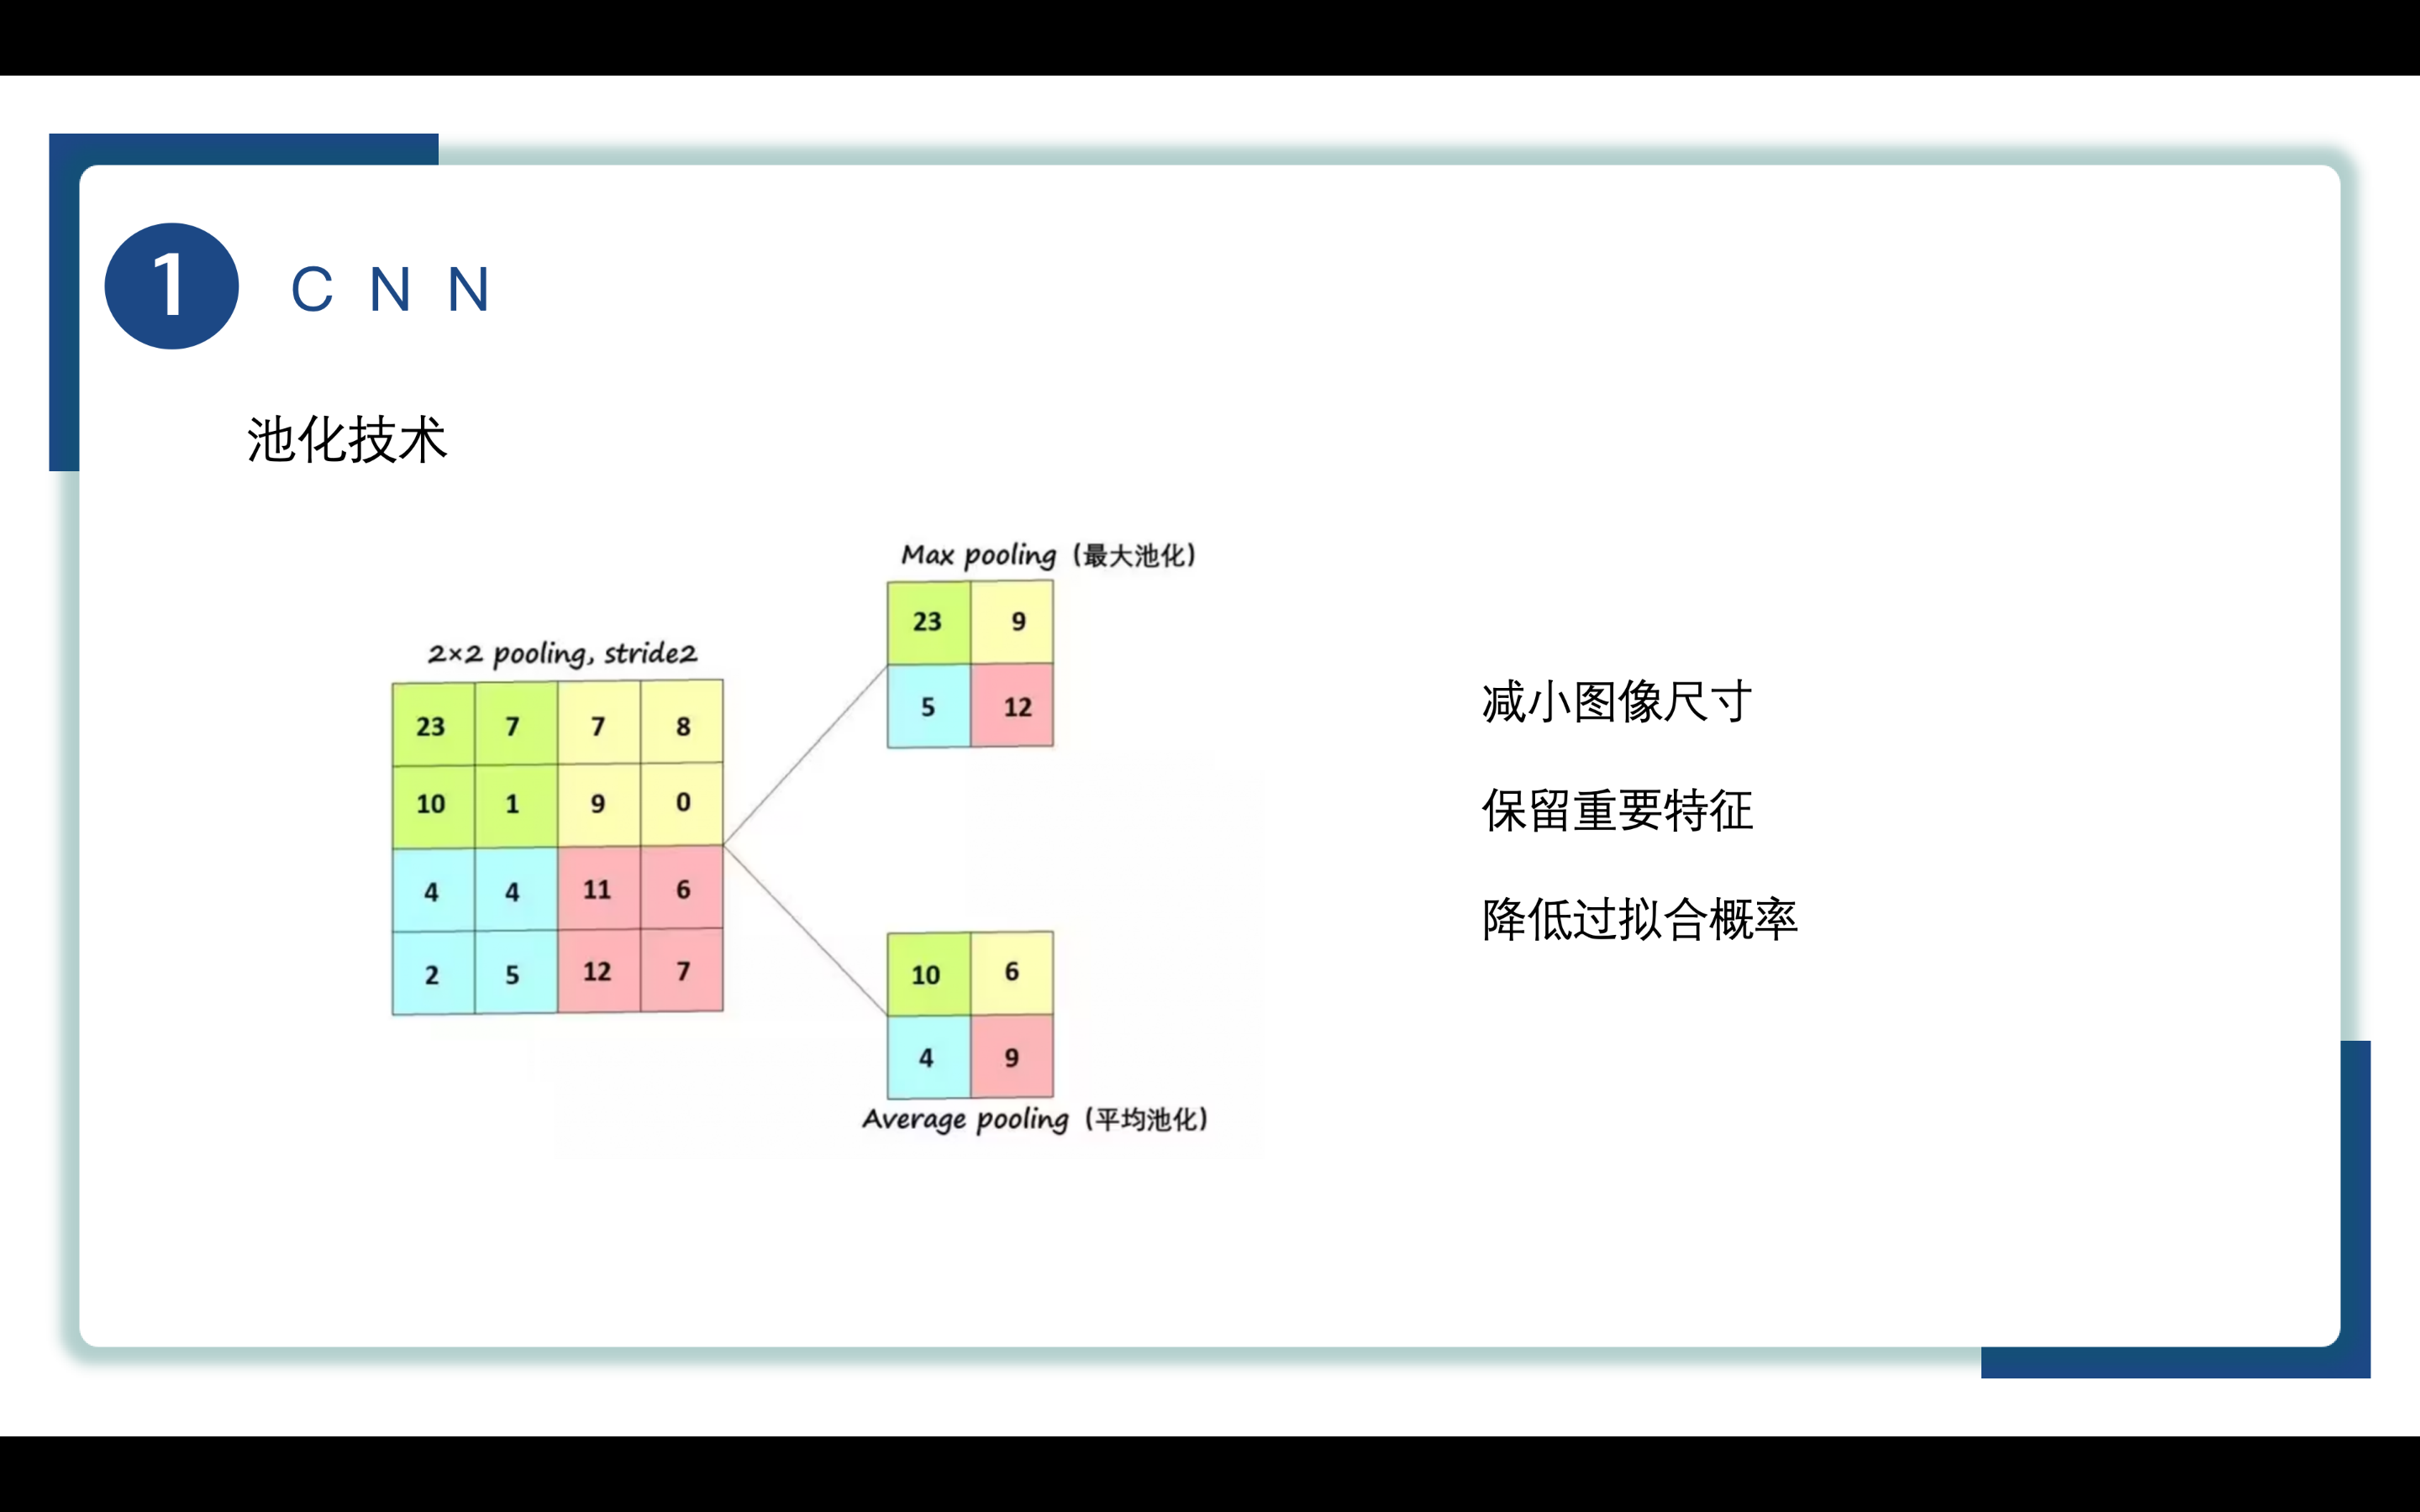 1
C N N
池化技术
2×2 pooling, stride2
23 7 7 8
10 1 9 0
4 4 11 6
2 5 12 7
Max pooling（最大池化）
23 9
5 12
10 6
4 9
Average pooling（平均池化）
减小图像尺寸
保留重要特征
降低过拟合概率